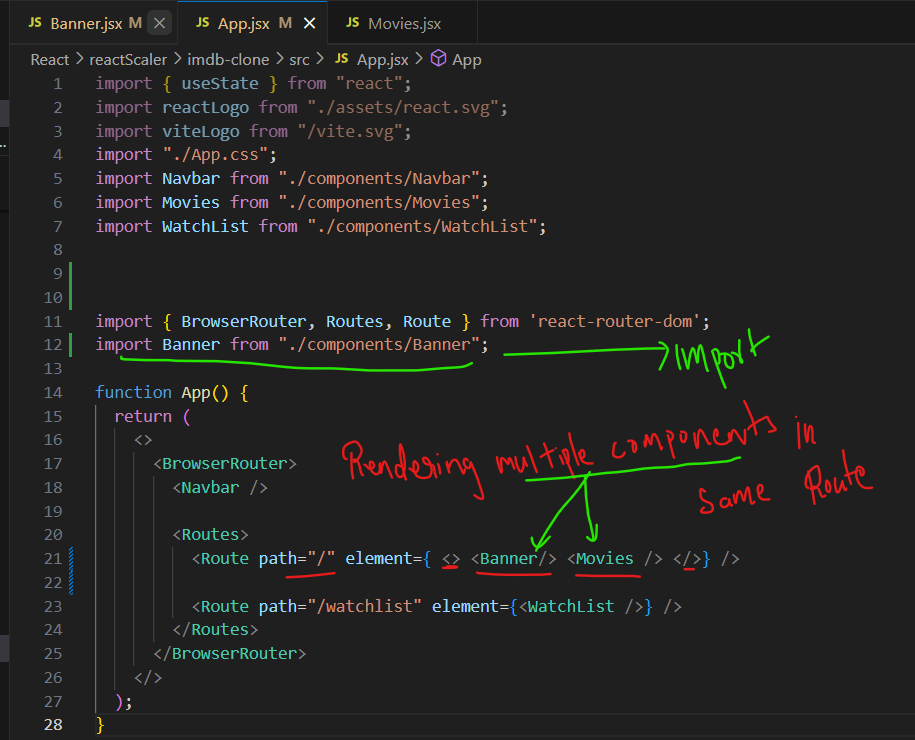 JS Banner.jsx M
JS App.jsx M
JS Movies.jsx
React > reactScaler > imdb-clone > src > JS App.jsx > App
1 import { useState } from "react";
2 import reactLogo from "./assets/react.svg";
3 import viteLogo from "/vite.svg";
4 import "./App.css";
5 import Navbar from "./components/Navbar";
6 import Movies from "./components/Movies";
7 import WatchList from "./components/WatchList";
8
9
10
11 import { BrowserRouter, Routes, Route } from 'react-router-dom';
12 import Banner from "./components/Banner";
import
13
14 function App() {
15 return (
16 <>
Rendering multiple components in
17 <BrowserRouter>
18 <Navbar />
same Route
19
20 <Routes>
21 <Route path="/" element={ <> <Banner/> <Movies /> </>} />
22
23 <Route path="/watchlist" element={<WatchList />} />
24 </Routes>
25 </BrowserRouter>
26 </>
27 );
28 }